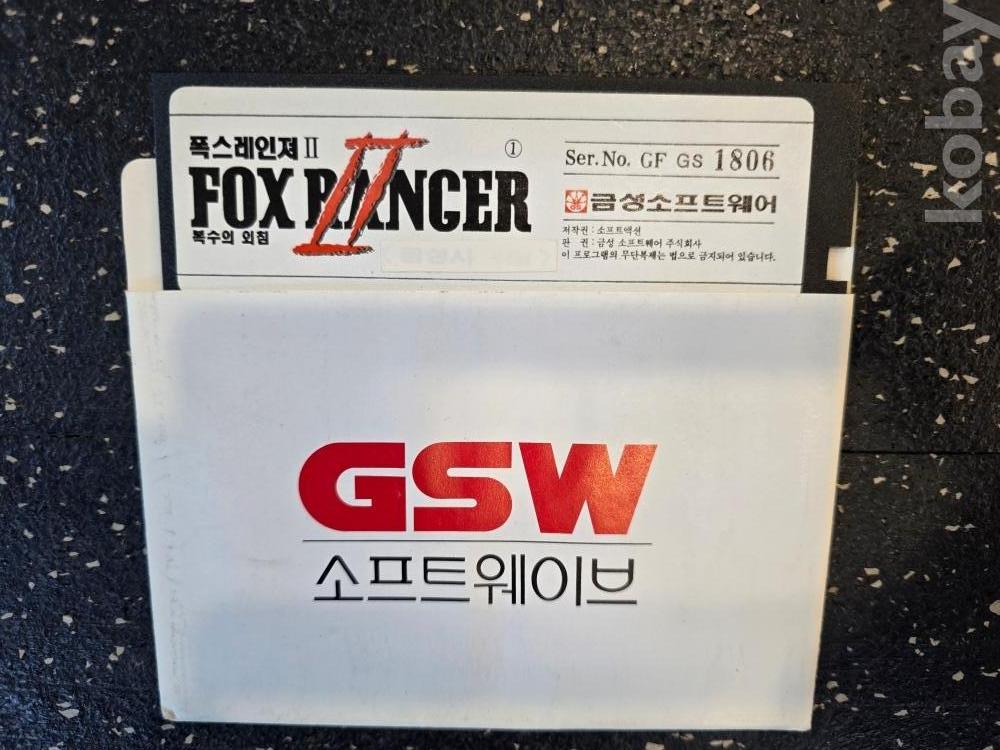 폭스레인져 II
II
FOX RANGER
복수의 외침
①
Ser.No. GF GS 1806
금성소프트웨어
저작권 : 소프트액션
판 권 : 금성 소프트웨어 주식회사
이 프로그램의 무단복제는 법으로 금지되어 있습니다.
GSW
소프트웨이브
kobay